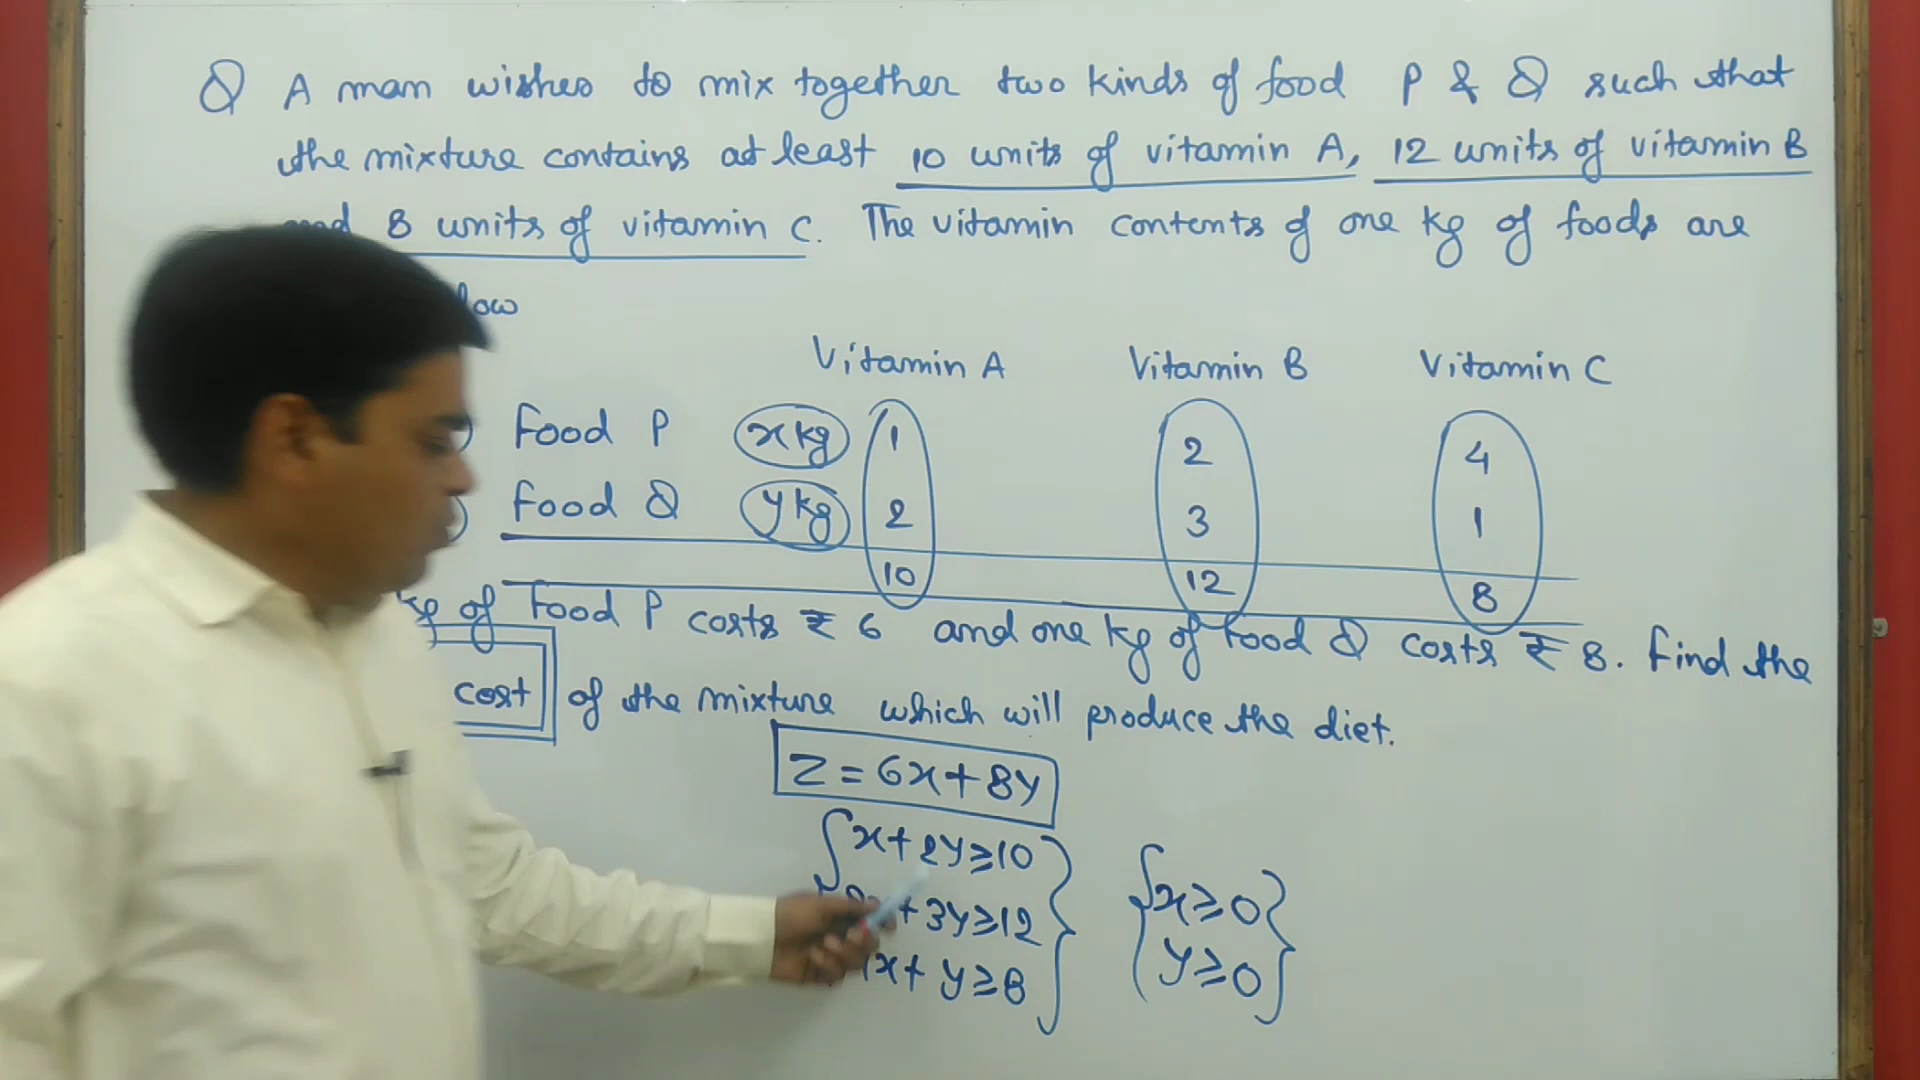 Q A man wishes to mix together two kinds of food P & Q such that
the mixture contains at least 10 units of vitamin A, 12 units of vitamin B
and 8 units of vitamin C. The vitamin contents of one kg of foods are
low
Vitamin A Vitamin B Vitamin C
Food P x kg 1 2 4
Food Q y kg 2 3 1
10 12 8
kg of Food P costs ₹ 6 and one kg of Food Q costs ₹ 8. Find the
cost of the mixture which will produce the diet.
Z = 6x + 8y
x + 2y ≥ 10
+ 3y ≥ 12
x + y ≥ 8
x ≥ 0
y ≥ 0